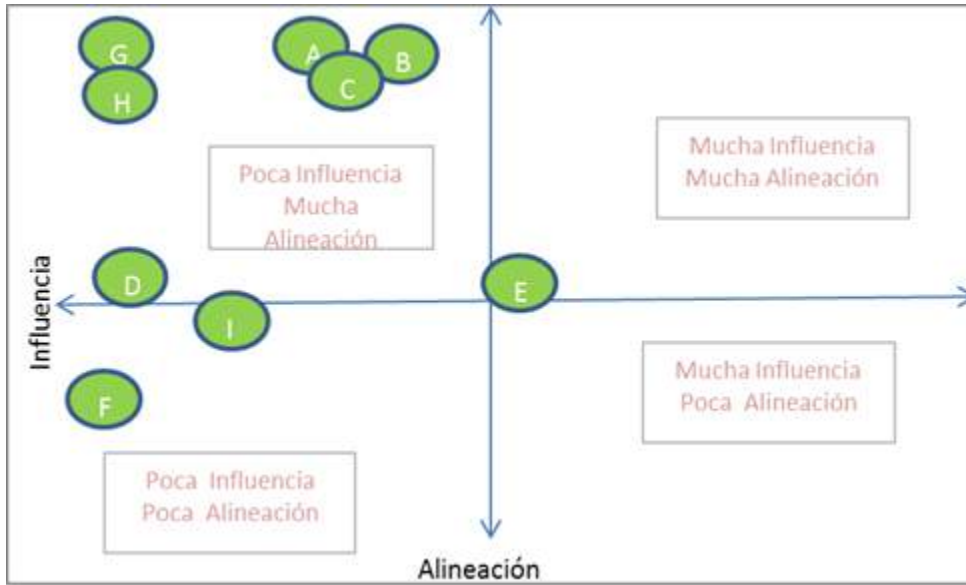 G
A
B
C
H
Poca Influencia
Mucha
Alineación
Mucha Influencia
Mucha Alineación
D
E
I
Influencia
F
Mucha Influencia
Poca Alineación
Poca Influencia
Poca Alineación
Alineación